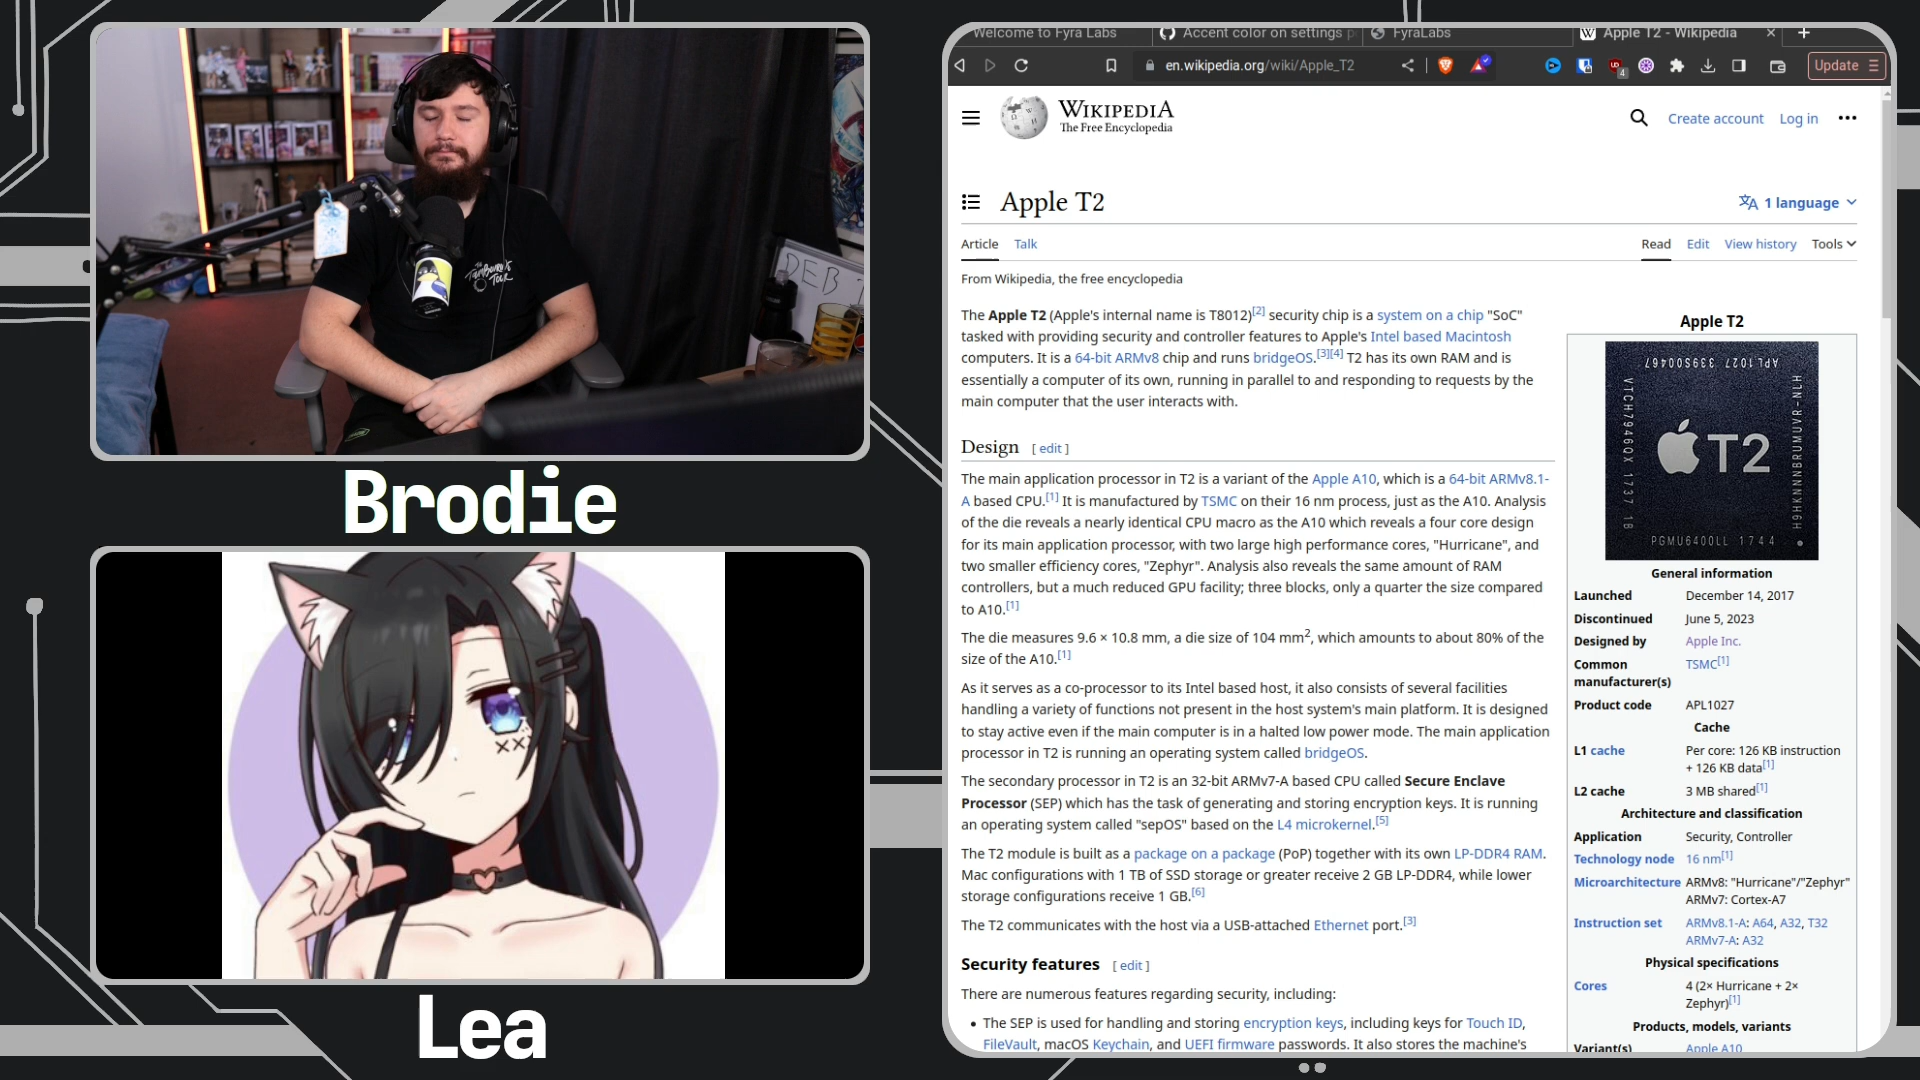 DEB
Brodie
Lea
Welcome to Fyra Labs
Accent color on settings p
FyraLabs
Apple T2 - Wikipedia
en.wikipedia.org/wiki/Apple_T2
4
Update
WIKIPEDIA
The Free Encyclopedia
Create account
Log in
Apple T2
1 language
Article
Talk
Read
Edit
View history
Tools
From Wikipedia, the free encyclopedia
The Apple T2 (Apple's internal name is T8012)[2] security chip is a system on a chip "SoC"
tasked with providing security and controller features to Apple's Intel based Macintosh
computers. It is a 64-bit ARMv8 chip and runs bridgeOS.[3][4] T2 has its own RAM and is
essentially a computer of its own, running in parallel to and responding to requests by the
main computer that the user interacts with.
Design [ edit ]
The main application processor in T2 is a variant of the Apple A10, which is a 64-bit ARMv8.1-
A based CPU.[1] It is manufactured by TSMC on their 16 nm process, just as the A10. Analysis
of the die reveals a nearly identical CPU macro as the A10 which reveals a four core design
for its main application processor, with two large high performance cores, "Hurricane", and
two smaller efficiency cores, "Zephyr". Analysis also reveals the same amount of RAM
controllers, but a much reduced GPU facility; three blocks, only a quarter the size compared
to A10.[1]
The die measures 9.6 × 10.8 mm, a die size of 104 mm2, which amounts to about 80% of the
size of the A10.[1]
As it serves as a co-processor to its Intel based host, it also consists of several facilities
handling a variety of functions not present in the host system's main platform. It is designed
to stay active even if the main computer is in a halted low power mode. The main application
processor in T2 is running an operating system called bridgeOS.
The secondary processor in T2 is an 32-bit ARMv7-A based CPU called Secure Enclave
Processor (SEP) which has the task of generating and storing encryption keys. It is running
an operating system called "sepOS" based on the L4 microkernel.[5]
The T2 module is built as a package on a package (PoP) together with its own LP-DDR4 RAM.
Mac configurations with 1 TB of SSD storage or greater receive 2 GB LP-DDR4, while lower
storage configurations receive 1 GB.[6]
The T2 communicates with the host via a USB-attached Ethernet port.[3]
Security features [ edit ]
There are numerous features regarding security, including:
• The SEP is used for handling and storing encryption keys, including keys for Touch ID,
FileVault, macOS Keychain, and UEFI firmware passwords. It also stores the machine's
Apple T2
APL1027 339S00467
T2
PGMU6400LL 1744
General information
Launched December 14, 2017
Discontinued June 5, 2023
Designed by Apple Inc.
Common TSMC[1]
manufacturer(s)
Product code APL1027
Cache
L1 cache Per core: 126 KB instruction
+ 126 KB data[1]
L2 cache 3 MB shared[1]
Architecture and classification
Application Security, Controller
Technology node 16 nm[1]
Microarchitecture ARMv8: "Hurricane"/"Zephyr"
ARMv7: Cortex-A7
Instruction set ARMv8.1-A: A64, A32, T32
ARMv7-A: A32
Physical specifications
Cores 4 (2× Hurricane + 2×
Zephyr)[1]
Products, models, variants
Variant(s) Apple A10